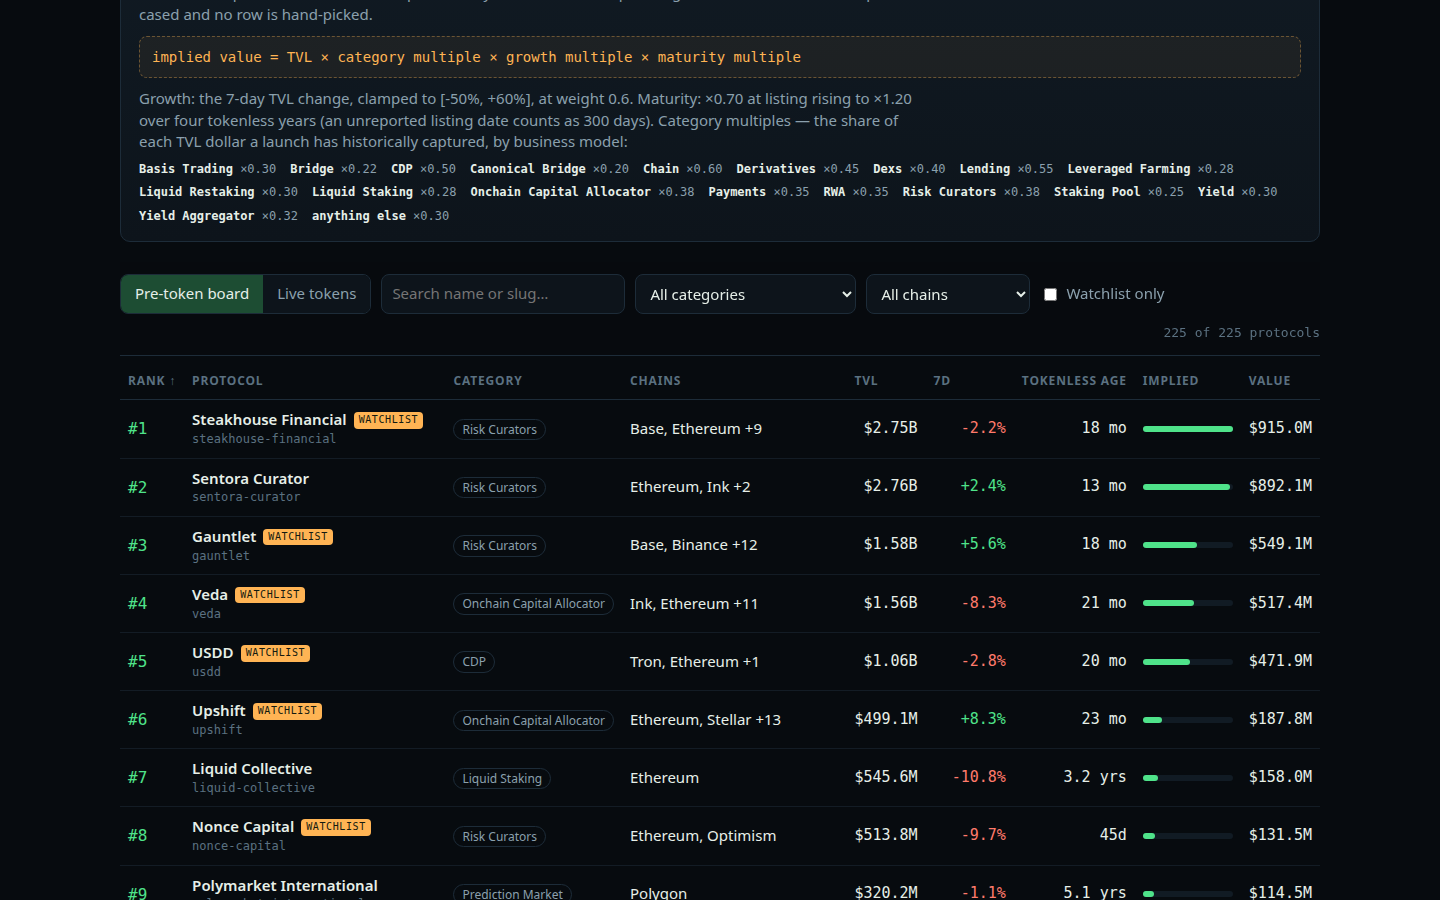 cased and no row is hand-picked.
implied value = TVL × category multiple × growth multiple × maturity multiple
Growth: the 7-day TVL change, clamped to [-50%, +60%], at weight 0.6. Maturity: ×0.70 at listing rising to ×1.20
over four tokenless years (an unreported listing date counts as 300 days). Category multiples — the share of
each TVL dollar a launch has historically captured, by business model:
Basis Trading ×0.30 Bridge ×0.22 CDP ×0.50 Canonical Bridge ×0.20 Chain ×0.60 Derivatives ×0.45 Dexs ×0.40 Lending ×0.55 Leveraged Farming ×0.28
Liquid Restaking ×0.30 Liquid Staking ×0.28 Onchain Capital Allocator ×0.38 Payments ×0.35 RWA ×0.35 Risk Curators ×0.38 Staking Pool ×0.25 Yield ×0.30
Yield Aggregator ×0.32 anything else ×0.30
Pre-token board Live tokens Search name or slug... All categories All chains Watchlist only
225 of 225 protocols
RANK ↑ PROTOCOL CATEGORY CHAINS TVL 7D TOKENLESS AGE IMPLIED VALUE
#1 Steakhouse Financial WATCHLIST Risk Curators Base, Ethereum +9 $2.75B -2.2% 18 mo $915.0M
steakhouse-financial
#2 Sentora Curator Risk Curators Ethereum, Ink +2 $2.76B +2.4% 13 mo $892.1M
sentora-curator
#3 Gauntlet WATCHLIST Risk Curators Base, Binance +12 $1.58B +5.6% 18 mo $549.1M
gauntlet
#4 Veda WATCHLIST Onchain Capital Allocator Ink, Ethereum +11 $1.56B -8.3% 21 mo $517.4M
veda
#5 USDD WATCHLIST CDP Tron, Ethereum +1 $1.06B -2.8% 20 mo $471.9M
usdd
#6 Upshift WATCHLIST Onchain Capital Allocator Ethereum, Stellar +13 $499.1M +8.3% 23 mo $187.8M
upshift
#7 Liquid Collective Liquid Staking Ethereum $545.6M -10.8% 3.2 yrs $158.0M
liquid-collective
#8 Nonce Capital WATCHLIST Risk Curators Ethereum, Optimism $513.8M -9.7% 45d $131.5M
nonce-capital
#9 Polymarket International Prediction Market Polygon $320.2M -1.1% 5.1 yrs $114.5M